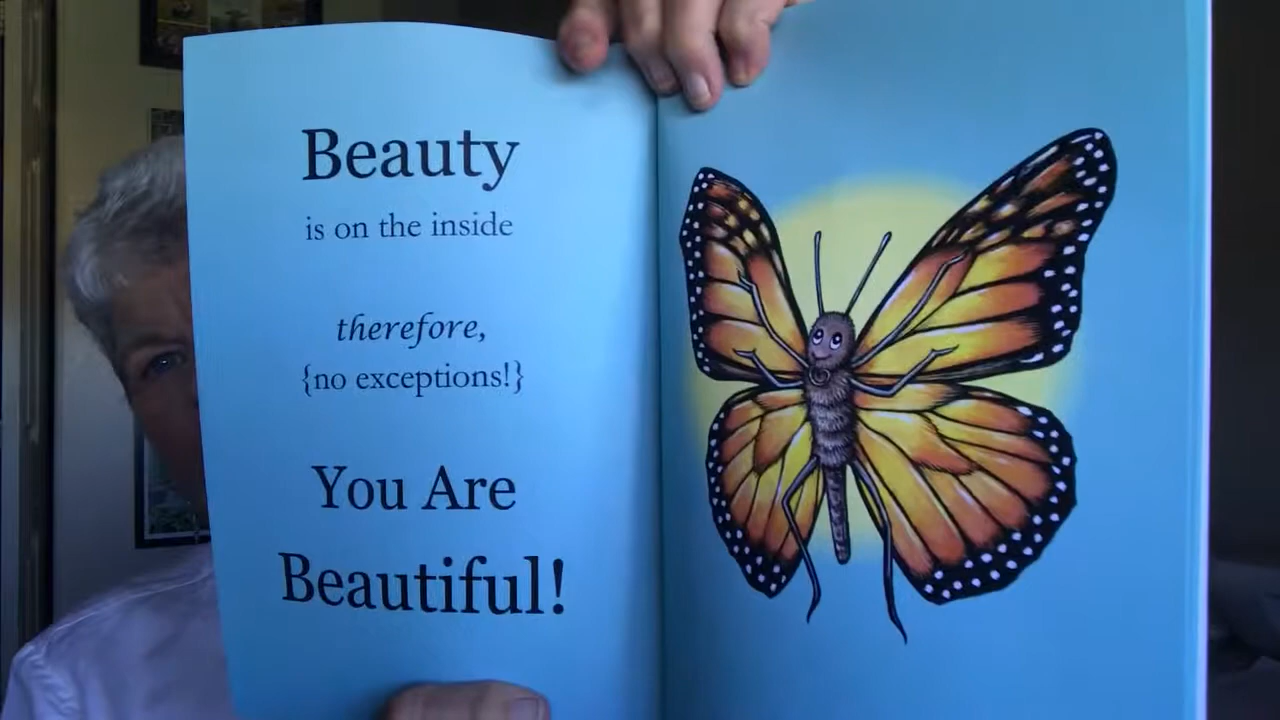 Beauty
is on the inside
therefore,
{no exceptions!}
You Are
Beautiful!